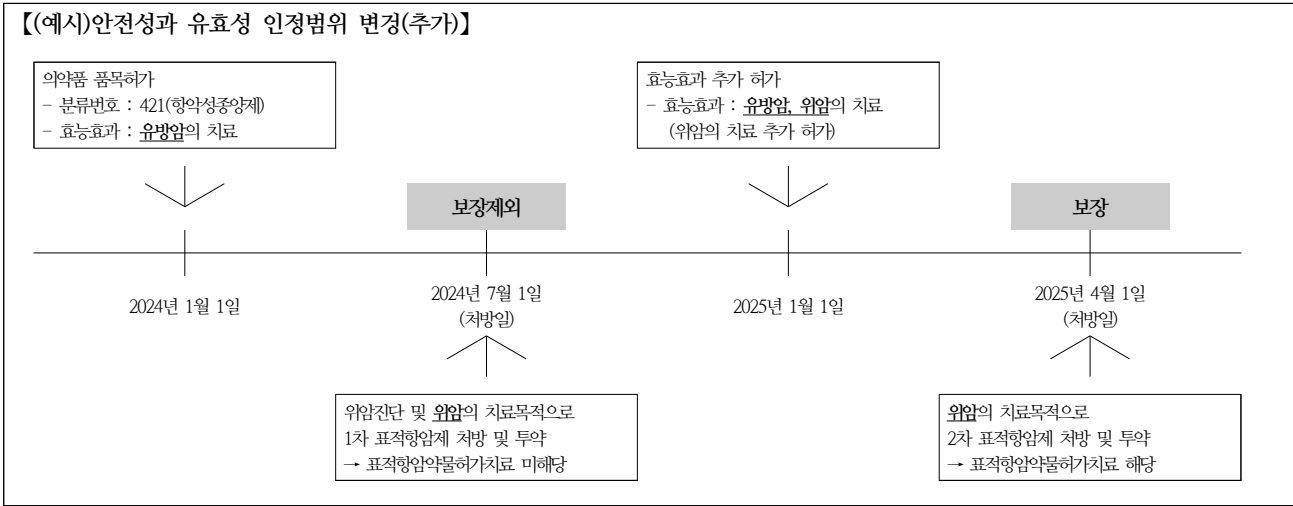 【(예시)안전성과 유효성 인정범위 변경(추가)】
의약품 품목허가
- 분류번호 : 421(항악성종양제)
- 효능효과 : 유방암의 치료
효능효과 추가 허가
- 효능효과 : 유방암, 위암의 치료
(위암의 치료 추가 허가)
보장제외
보장
2024년 1월 1일
2024년 7월 1일
(처방일)
2025년 1월 1일
2025년 4월 1일
(처방일)
위암진단 및 위암의 치료목적으로
1차 표적항암제 처방 및 투약
→ 표적항암약물허가치료 미해당
위암의 치료목적으로
2차 표적항암제 처방 및 투약
→ 표적항암약물허가치료 해당